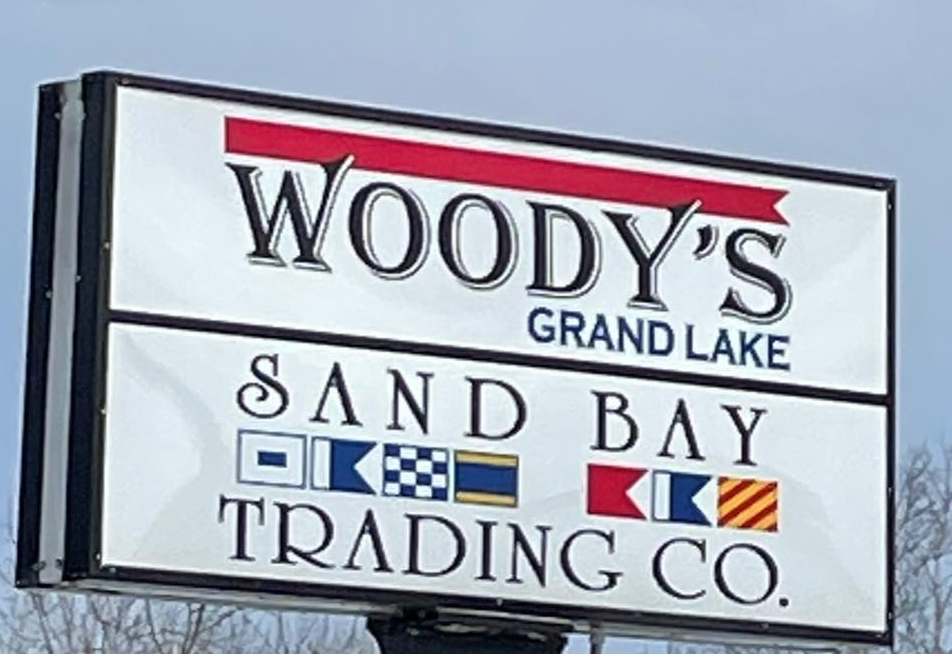 WOODY'S
GRAND LAKE
SAND BAY
TRADING CO.